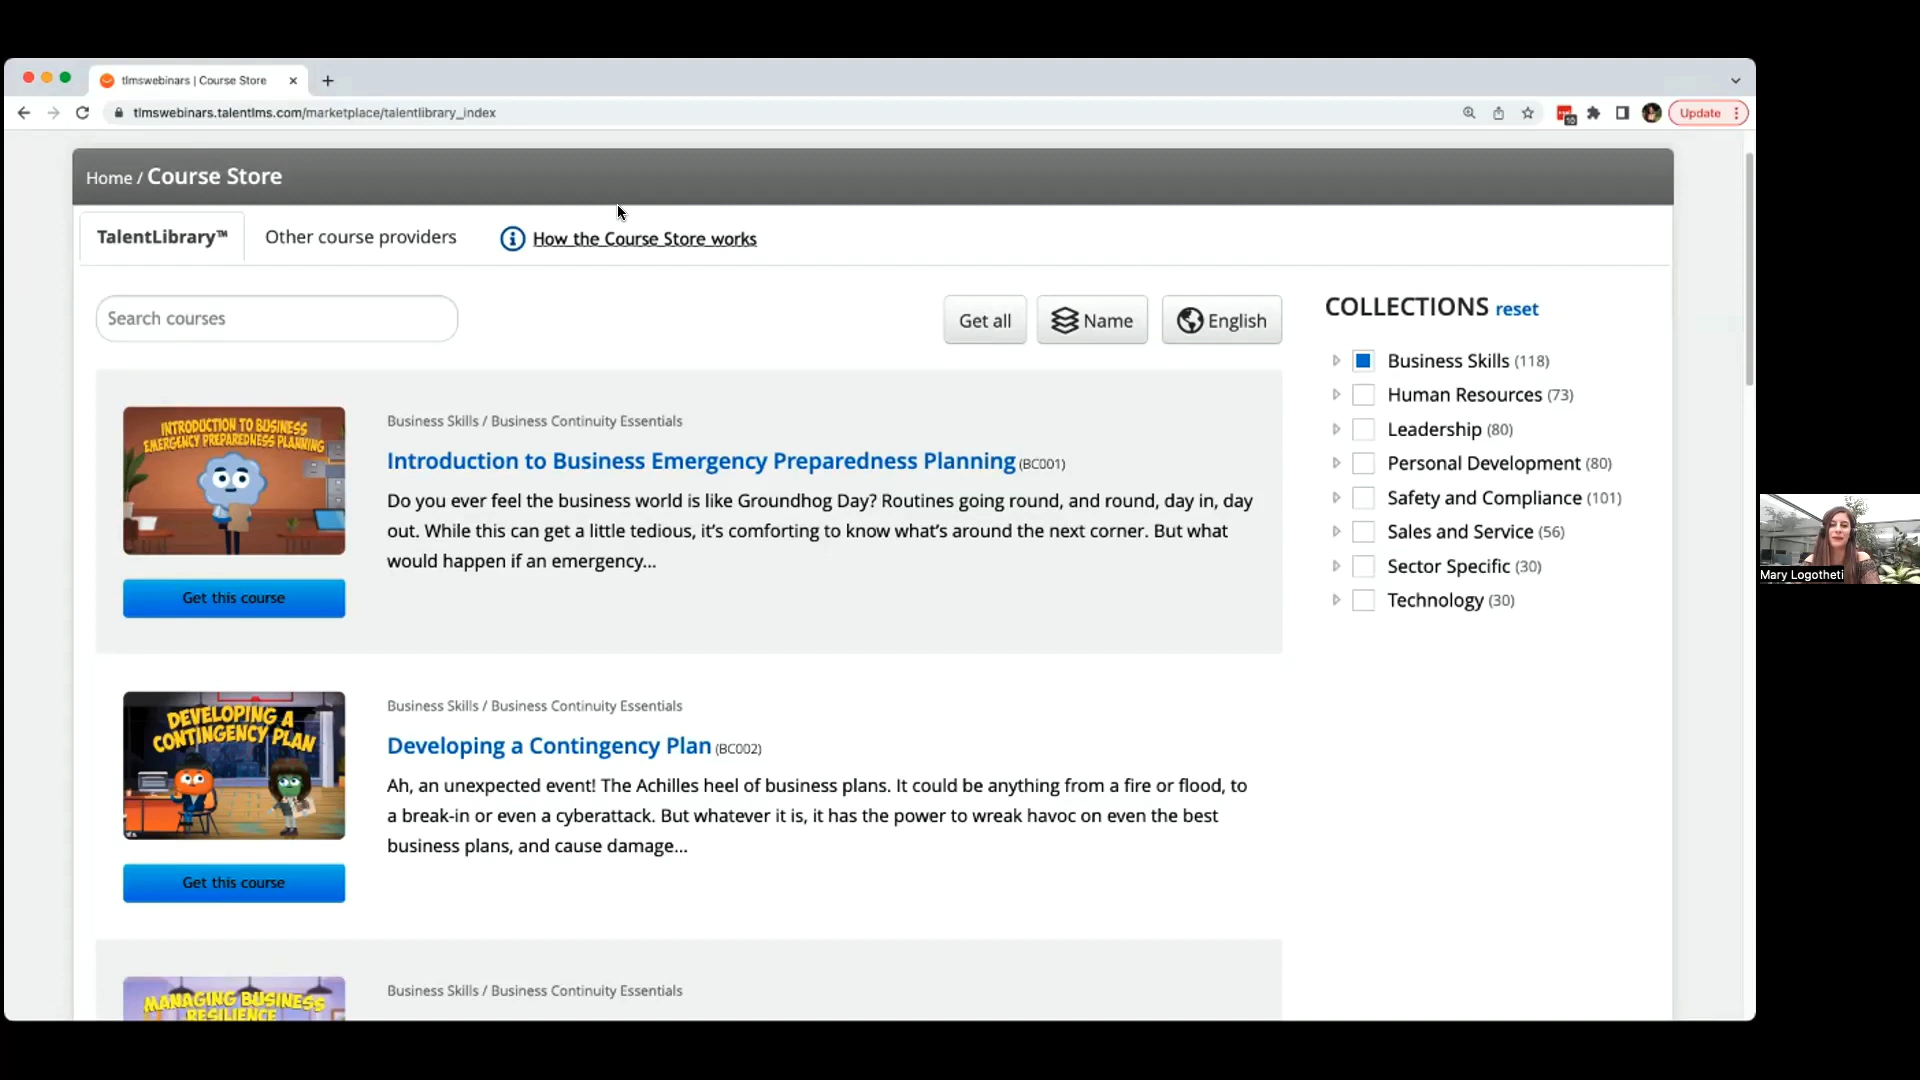 tlmswebinars | Course Store
tlmswebinars.talentlms.com/marketplace/talentlibrary_index
Update
Home / Course Store
TalentLibrary™
Other course providers
How the Course Store works
Search courses
Get all
Name
English
COLLECTIONS reset
Business Skills (118)
Human Resources (73)
Leadership (80)
Personal Development (80)
Safety and Compliance (101)
Sales and Service (56)
Sector Specific (30)
Technology (30)
INTRODUCTION TO BUSINESS
EMERGENCY PREPAREDNESS PLANNING
Get this course
Business Skills / Business Continuity Essentials
Introduction to Business Emergency Preparedness Planning (BC001)
Do you ever feel the business world is like Groundhog Day? Routines going round, and round, day in, day
out. While this can get a little tedious, it’s comforting to know what’s around the next corner. But what
would happen if an emergency...
DEVELOPING A
CONTINGENCY PLAN
Get this course
Business Skills / Business Continuity Essentials
Developing a Contingency Plan (BC002)
Ah, an unexpected event! The Achilles heel of business plans. It could be anything from a fire or flood, to
a break-in or even a cyberattack. But whatever it is, it has the power to wreak havoc on even the best
business plans, and cause damage...
MANAGING BUSINESS
RESILIENCE
Business Skills / Business Continuity Essentials
Mary Logotheti